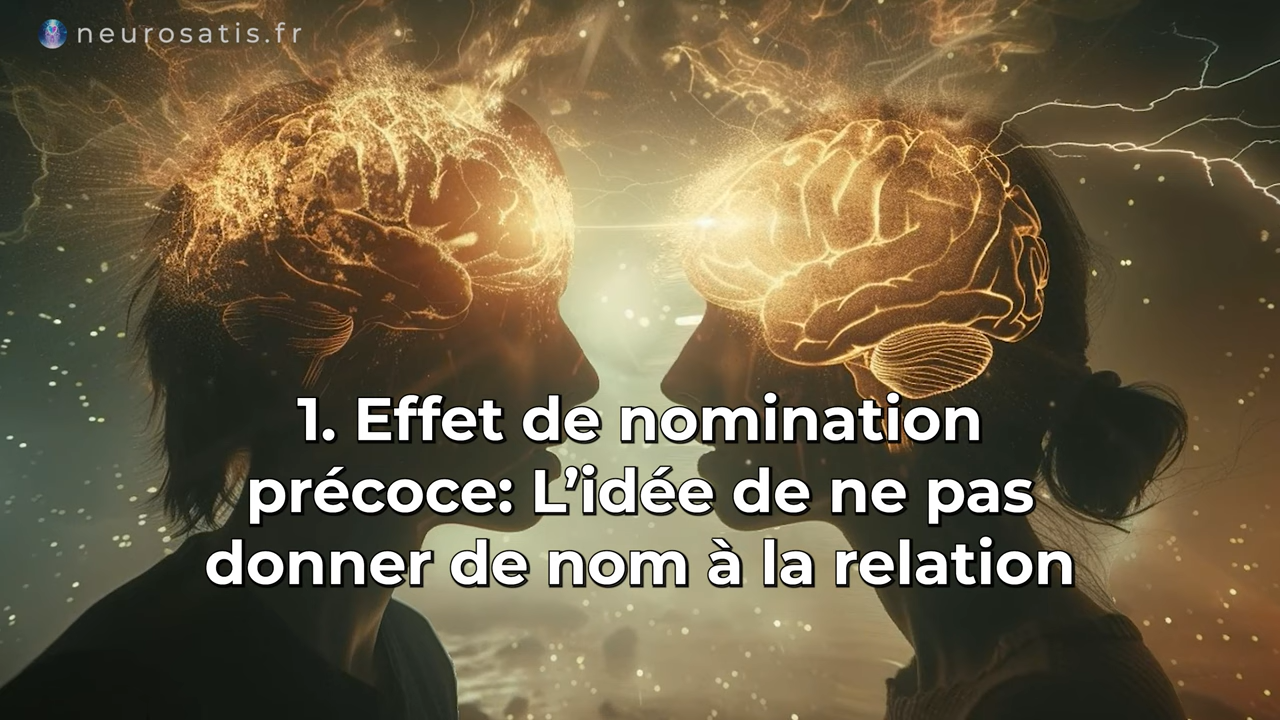 neurosatis.fr
1. Effet de nomination
précoce: L’idée de ne pas
donner de nom à la relation